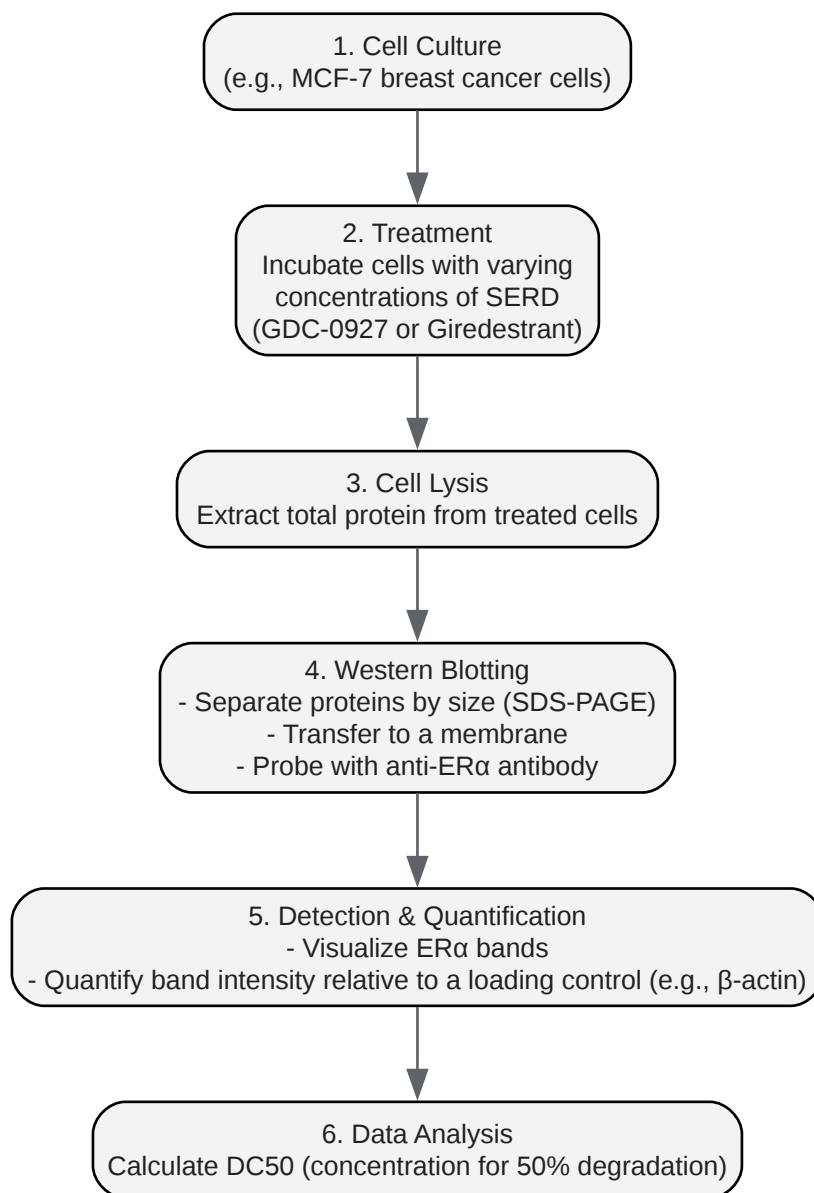 1. Cell Culture
(e.g., MCF-7 breast cancer cells)
2. Treatment
Incubate cells with varying
concentrations of SERD
(GDC-0927 or Giredestrant)
3. Cell Lysis
Extract total protein from treated cells
4. Western Blotting
- Separate proteins by size (SDS-PAGE)
- Transfer to a membrane
- Probe with anti-ERα antibody
5. Detection & Quantification
- Visualize ERα bands
- Quantify band intensity relative to a loading control (e.g., β-actin)
6. Data Analysis
Calculate DC50 (concentration for 50% degradation)